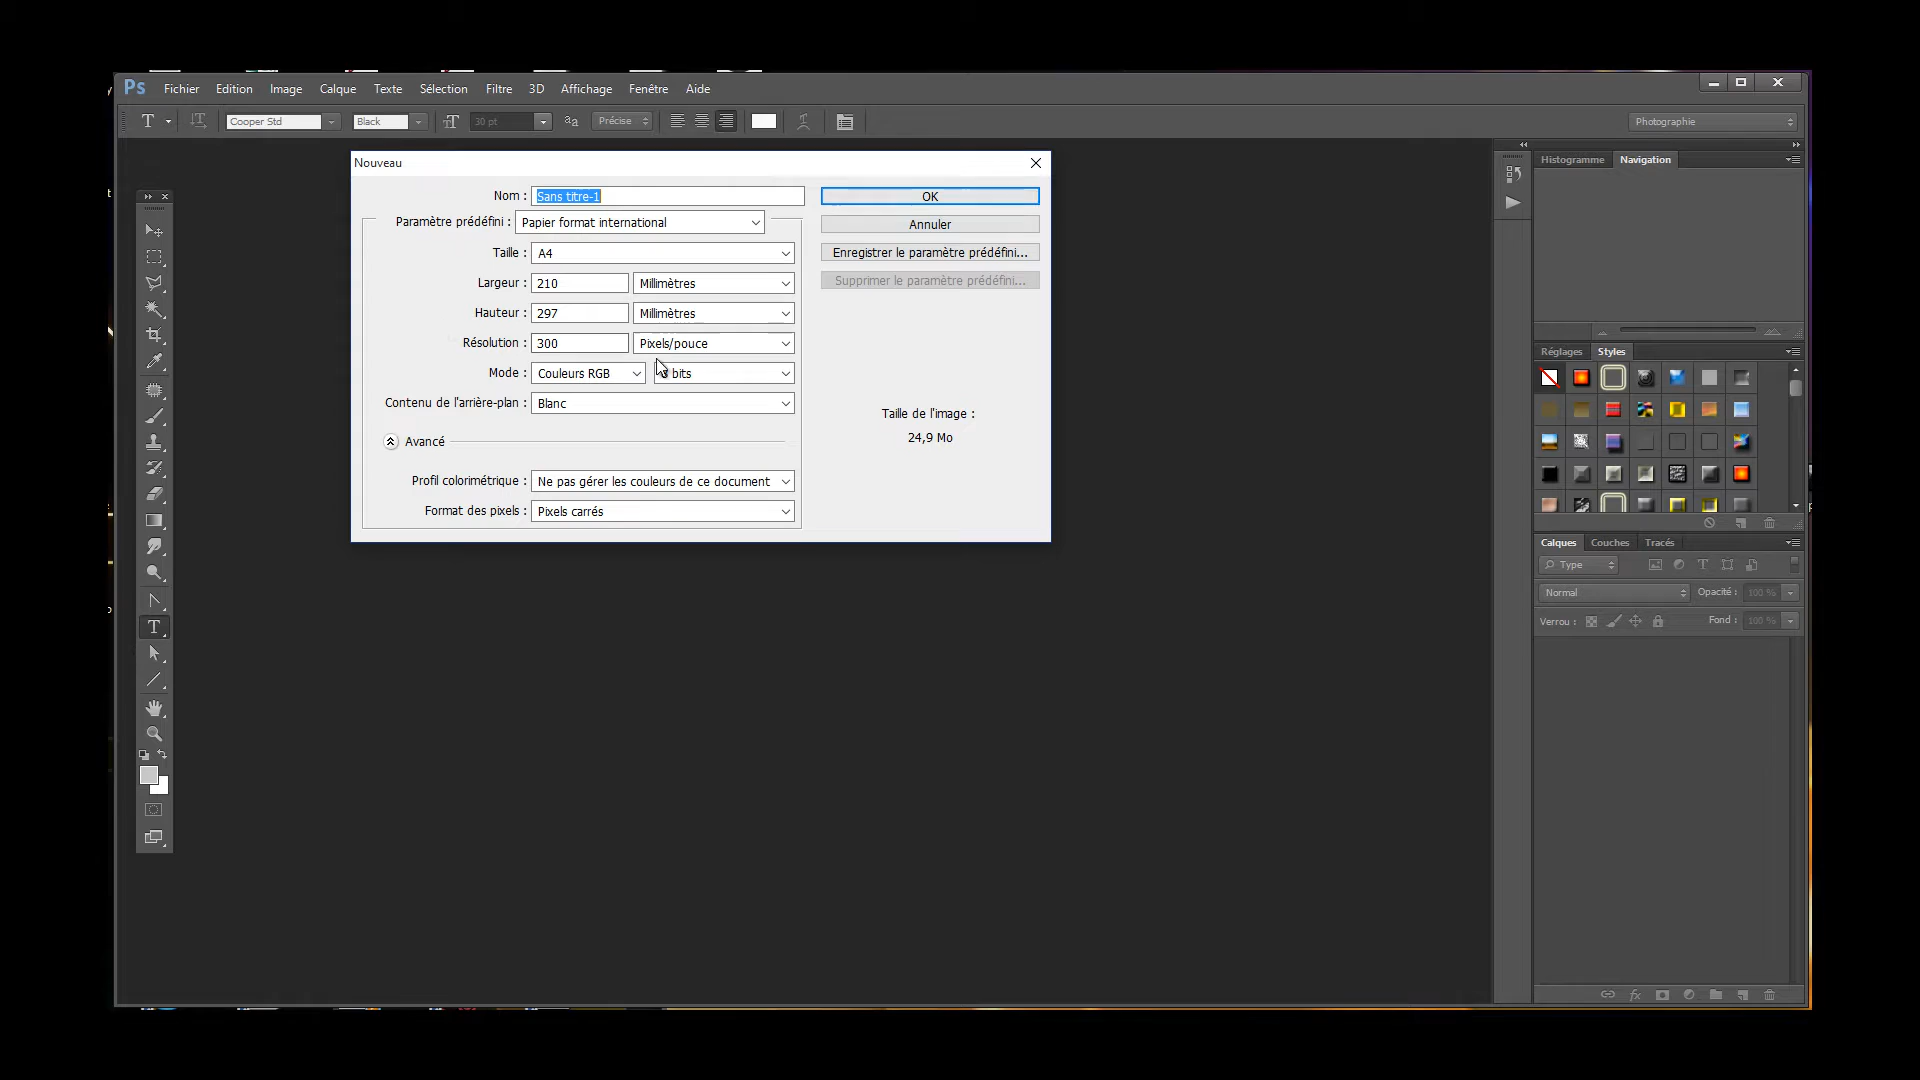 Ps Fichier Edition Image Calque Texte Sélection Filtre 3D Affichage Fenêtre Aide
T Cooper Std Black 30 pt aa Précise Photographie
Nouveau
Nom : Sans titre-1 OK
Paramètre prédéfini : Papier format international Annuler
Taille : A4 Enregistrer le paramètre prédéfini...
Largeur : 210 Millimètres Supprimer le paramètre prédéfini...
Hauteur : 297 Millimètres
Résolution : 300 Pixels/pouce
Mode : Couleurs RGB bits
Contenu de l'arrière-plan : Blanc
Taille de l'image :
24,9 Mo
Avancé
Profil colorimétrique : Ne pas gérer les couleurs de ce document
Format des pixels : Pixels carrés
Histogramme Navigation
Réglages Styles
Calques Couches Tracés
Type
Normal Opacité : 100 %
Verrou : Fond : 100 %